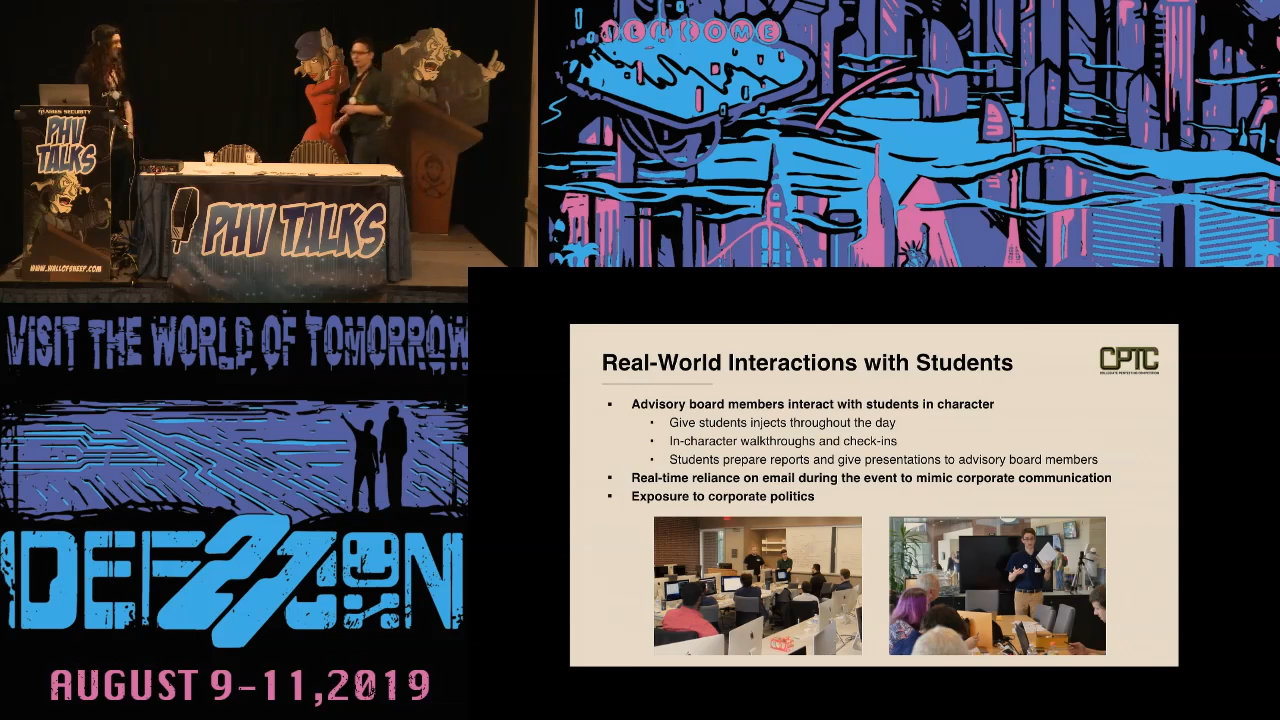 WELCOME
ARIES SECURITY
PHV
TALKS
WWW.WALLOFSHEEP.COM
PHV TALKS
VISIT THE WORLD OF TOMORROW
DEF 27 CON
AUGUST 9-11,2019
Real-World Interactions with Students
CPTC
▪ Advisory board members interact with students in character
▪ Give students injects throughout the day
▪ In-character walkthroughs and check-ins
▪ Students prepare reports and give presentations to advisory board members
▪ Real-time reliance on email during the event to mimic corporate communication
▪ Exposure to corporate politics